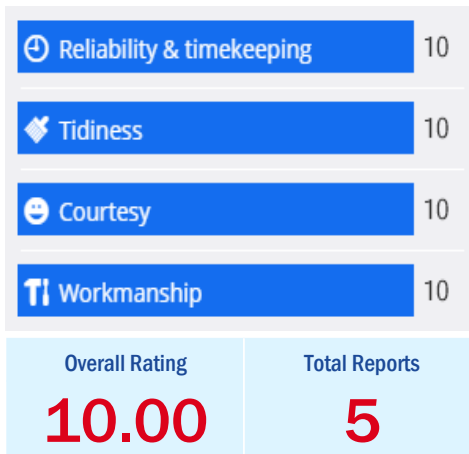 Reliability & timekeeping 10
Tidiness 10
Courtesy 10
Workmanship 10
Overall Rating Total Reports
10.00 5